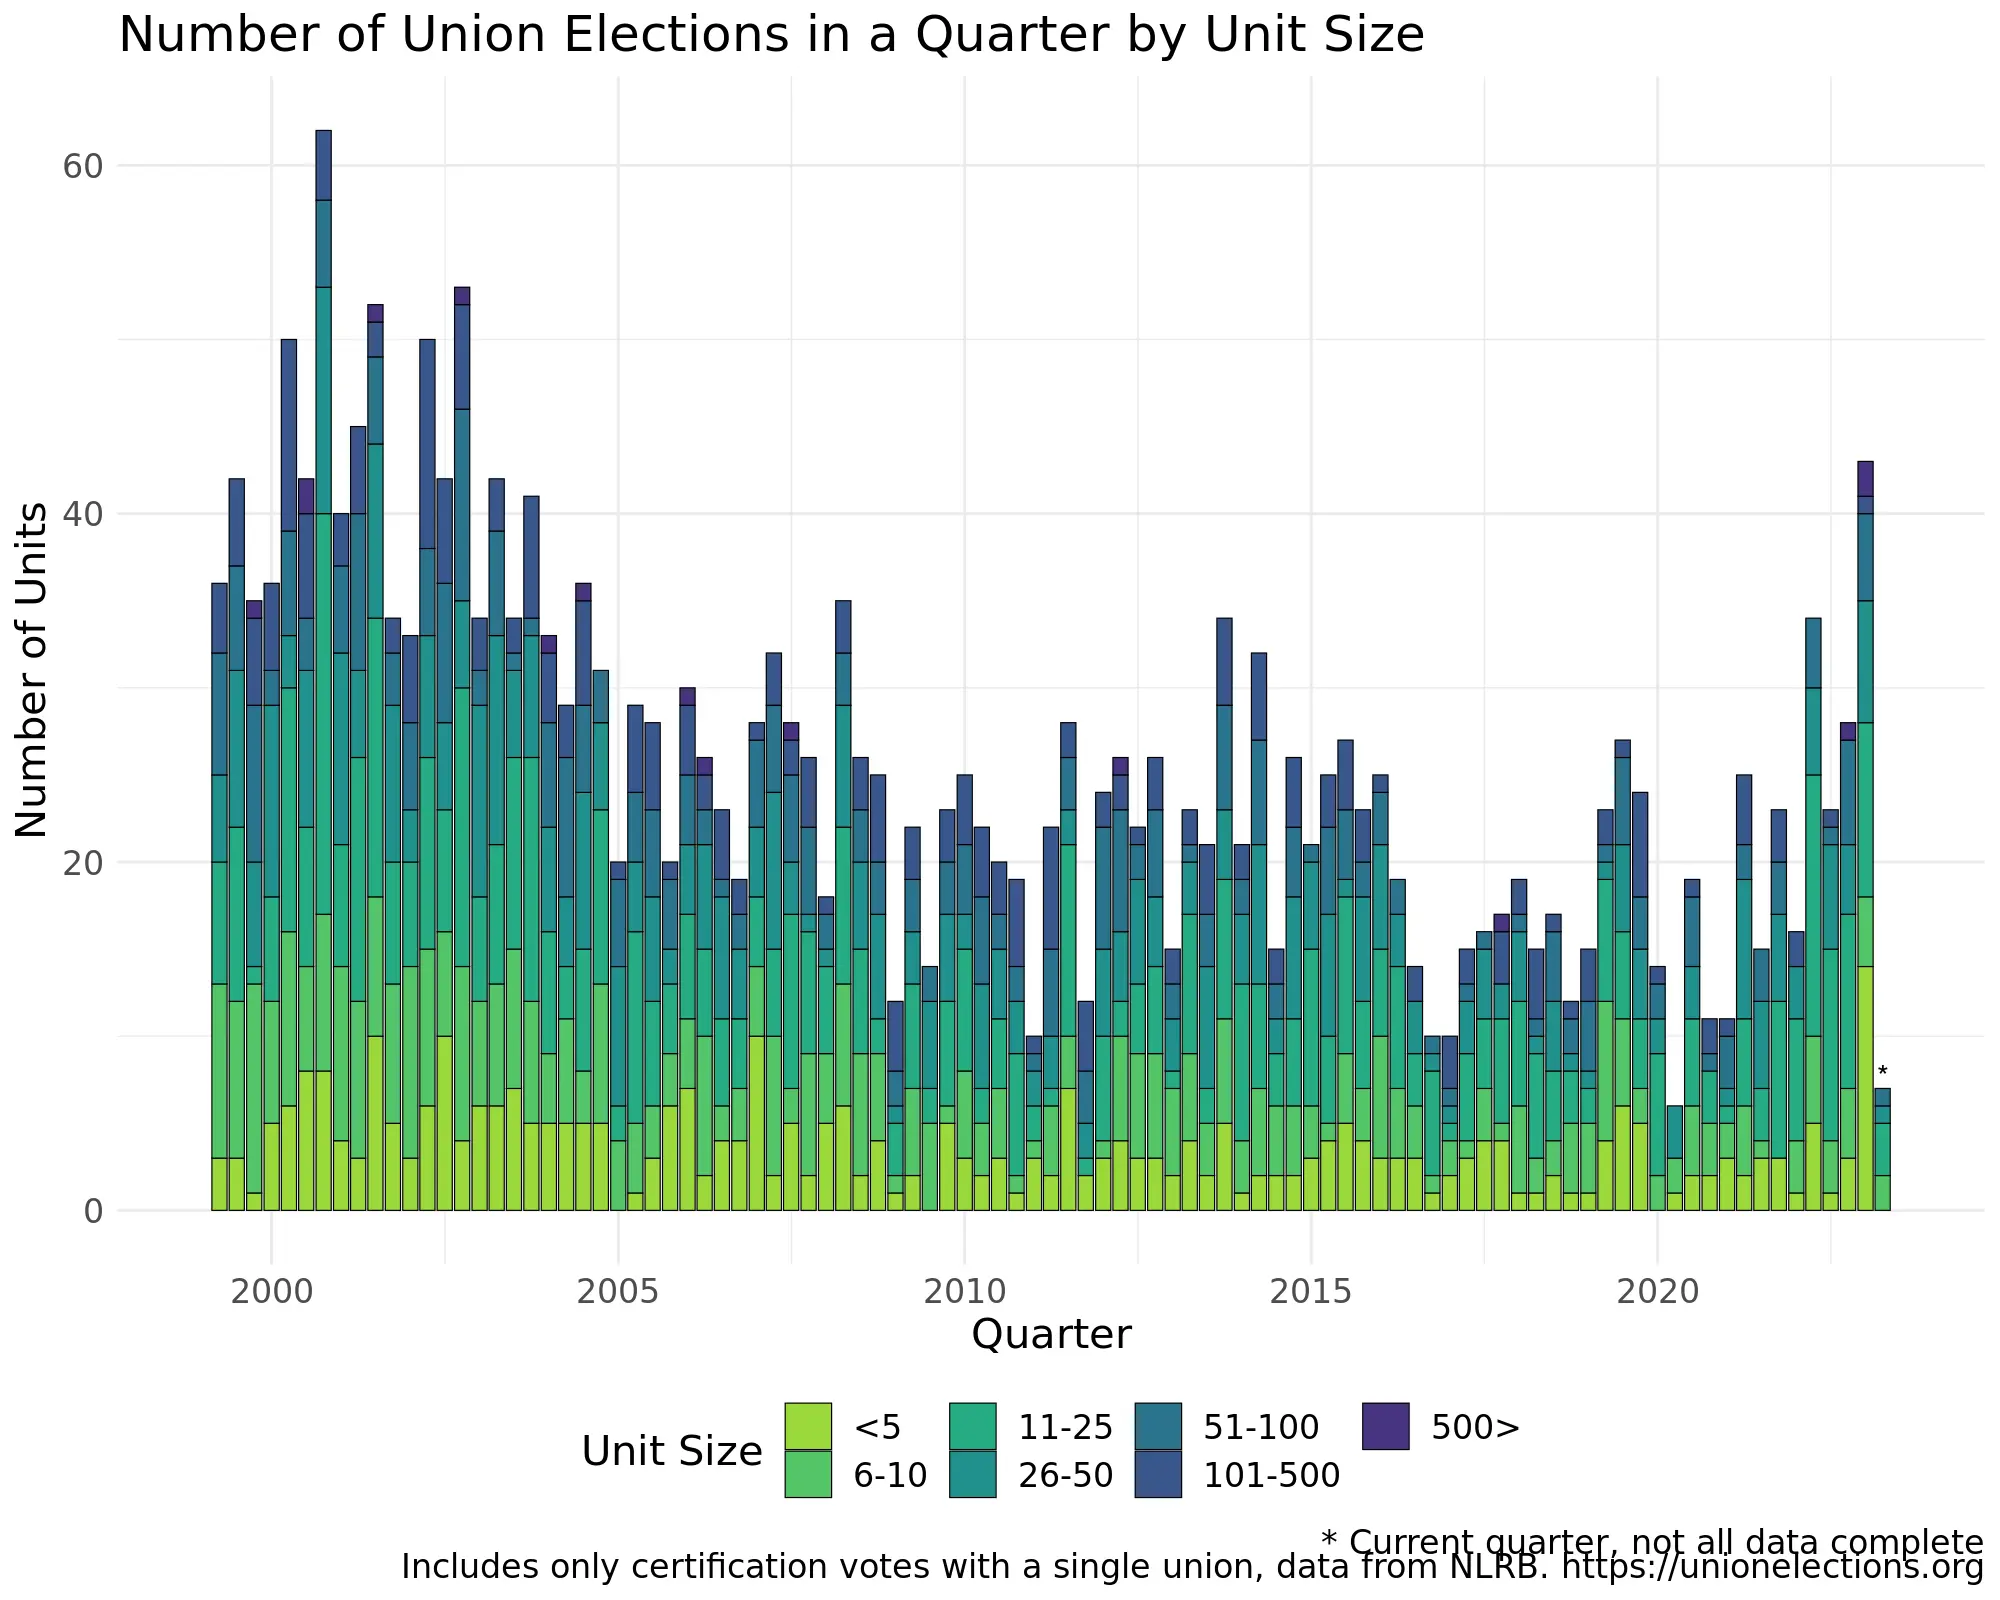 Number of Union Elections in a Quarter by Unit Size
Number of Units
60
40
20
0
*
2000 2005 2010 2015 2020
Quarter
Unit Size
<5 11-25 51-100 500>
6-10 26-50 101-500
* Current quarter, not all data complete
Includes only certification votes with a single union, data from NLRB. https://unionelections.org